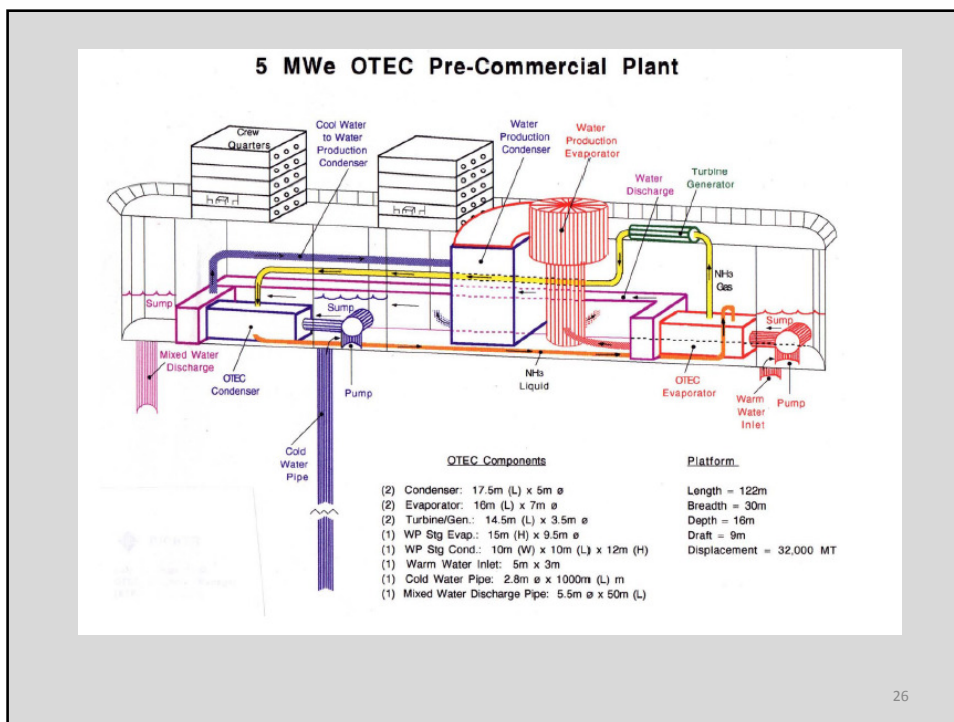 5 MWe OTEC Pre-Commercial Plant
Crew
Quarters
Cool Water
to Water
Production
Condenser
Water
Production
Condenser
Water
Production
Evaporator
Water
Discharge
Turbine
Generator
NH3
Gas
Sump
Sump
Sump
Mixed Water
Discharge
OTEC
Condenser
Pump
NH3
Liquid
OTEC
Evaporator
Warm
Water
Inlet
Pump
Cold
Water
Pipe
OTEC Components
(2) Condenser: 17.5m (L) x 5m ø
(2) Evaporator: 16m (L) x 7m ø
(2) Turbine/Gen.: 14.5m (L) x 3.5m ø
(1) WP Stg Evap.: 15m (H) x 9.5m ø
(1) WP Stg Cond.: 10m (W) x 10m (L) x 12m (H)
(1) Warm Water Inlet: 5m x 3m
(1) Cold Water Pipe: 2.8m ø x 1000m (L) m
(1) Mixed Water Discharge Pipe: 5.5m ø x 50m (L)
Platform
Length = 122m
Breadth = 30m
Depth = 16m
Draft = 9m
Displacement = 32,000 MT
26